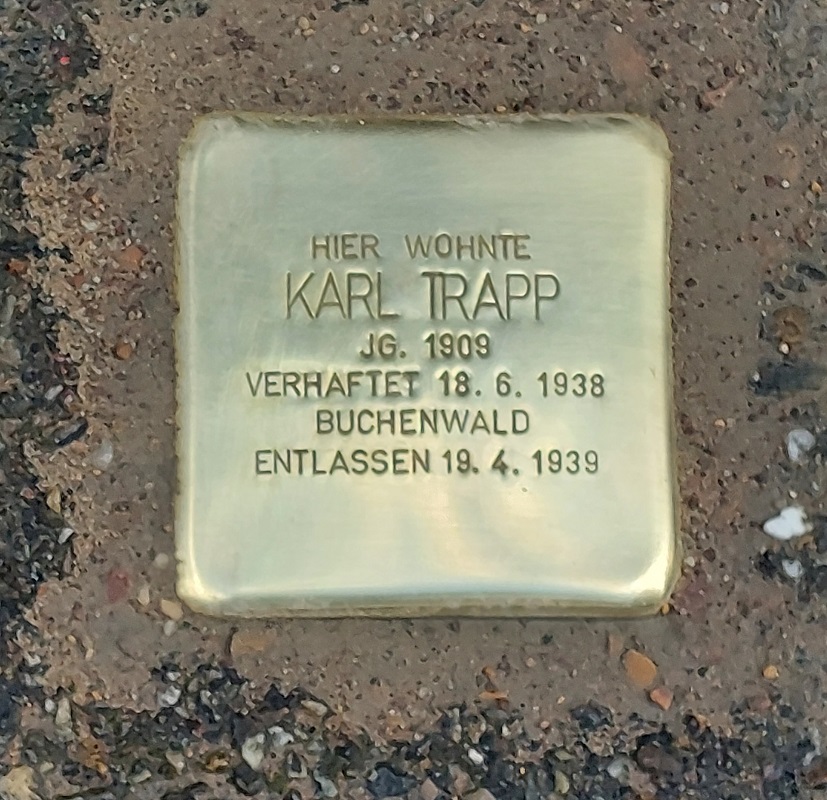 HIER WOHNTE
KARL TRAPP
JG. 1909
VERHAFTET 18. 6. 1938
BUCHENWALD
ENTLASSEN 19. 4. 1939